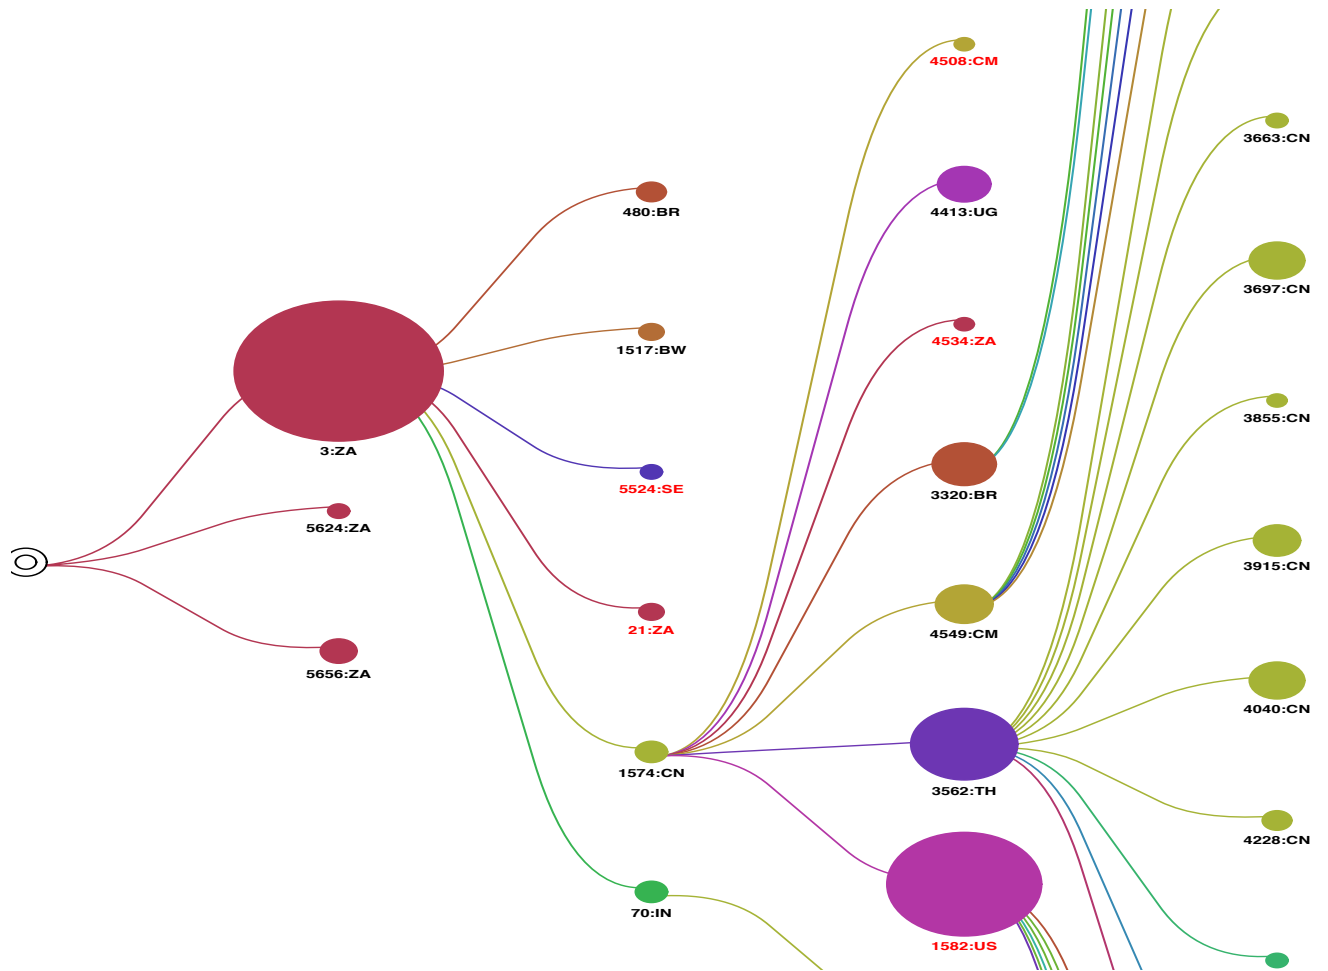 4508:CM
3663:CN
480:BR
4413:UG
3697:CN
1517:BW
4534:ZA
3855:CN
3:ZA
5524:SE
3320:BR
5624:ZA
3915:CN
21:ZA
4549:CM
5656:ZA
4040:CN
1574:CN
3562:TH
4228:CN
70:IN
1582:US